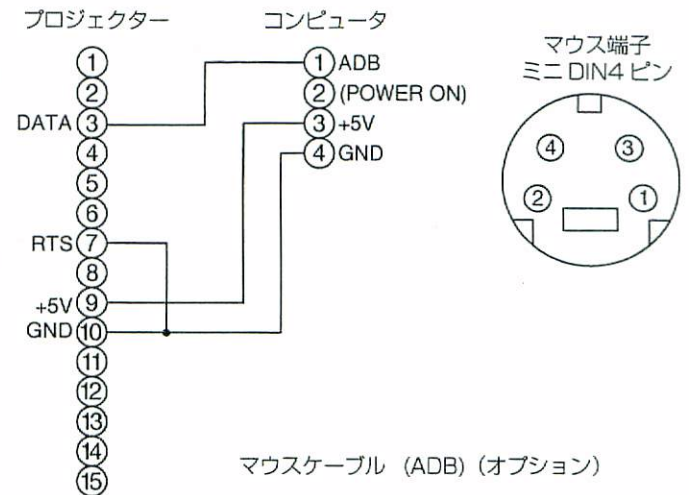 プロジェクター コンピュータ
① ① ADB
② ② (POWER ON)
DATA ③ ③ +5V
④ ④ GND
⑤
⑥
RTS ⑦
⑧
+5V ⑨
GND ⑩
⑪
⑫
⑬
⑭
⑮
マウス端子
ミニ DIN4 ピン
④ ③
② ①
マウスケーブル (ADB) (オプション)